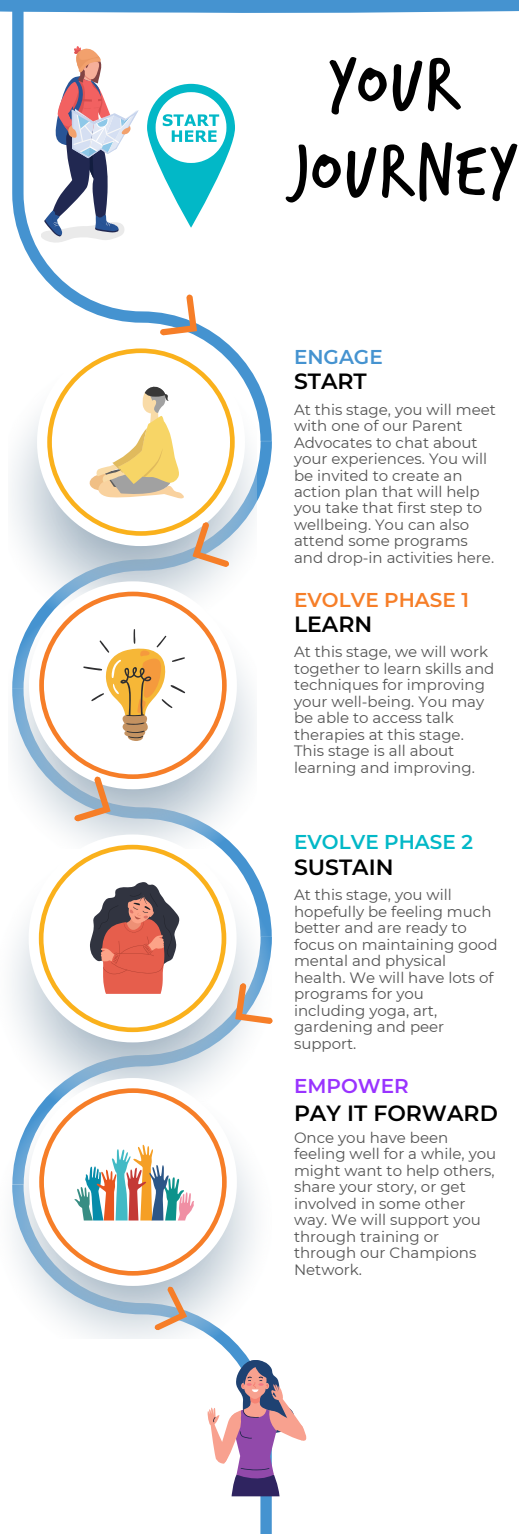 START
HERE
YOUR
JOURNEY
ENGAGE
START
At this stage, you will meet
with one of our Parent
Advocates to chat about
your experiences. You will
be invited to create an
action plan that will help
you take that first step to
wellbeing. You can also
attend some programs
and drop-in activities here.
EVOLVE PHASE 1
LEARN
At this stage, we will work
together to learn skills and
techniques for improving
your well-being. You may
be able to access talk
therapies at this stage.
This stage is all about
learning and improving.
EVOLVE PHASE 2
SUSTAIN
At this stage, you will
hopefully be feeling much
better and are ready to
focus on maintaining good
mental and physical
health. We will have lots of
programs for you
including yoga, art,
gardening and peer
support.
EMPOWER
PAY IT FORWARD
Once you have been
feeling well for a while, you
might want to help others,
share your story, or get
involved in some other
way. We will support you
through training or
through our Champions
Network.